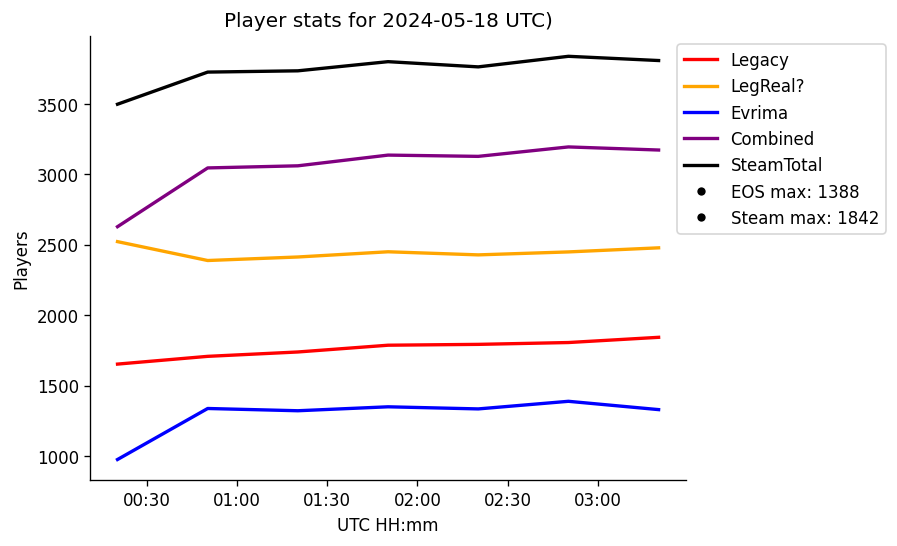 Player stats for 2024-05-18 UTC)
Legacy
LegReal?
Evrima
Combined
SteamTotal
EOS max: 1388
Steam max: 1842
Players
3500
3000
2500
2000
1500
1000
00:30 01:00 01:30 02:00 02:30 03:00
UTC HH:mm